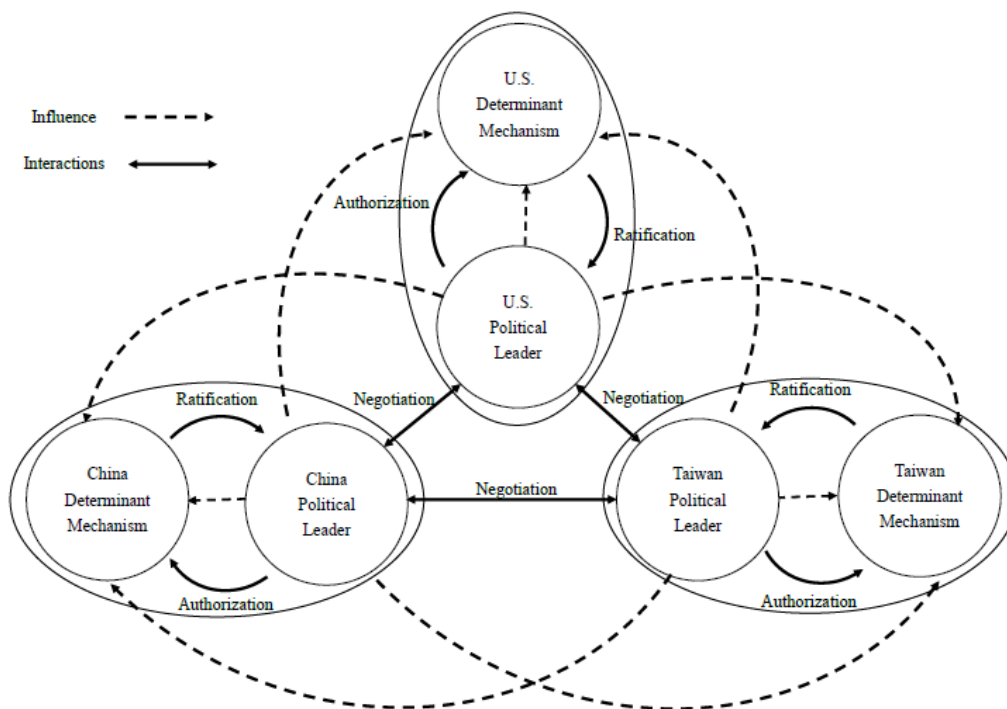 U.S.
Determinant
Mechanism
Influence
Interactions
Authorization
Ratification
U.S.
Political
Leader
Ratification
Negotiation
Negotiation
Ratification
China
Determinant
Mechanism
China
Political
Leader
Negotiation
Taiwan
Political
Leader
Taiwan
Determinant
Mechanism
Authorization
Authorization